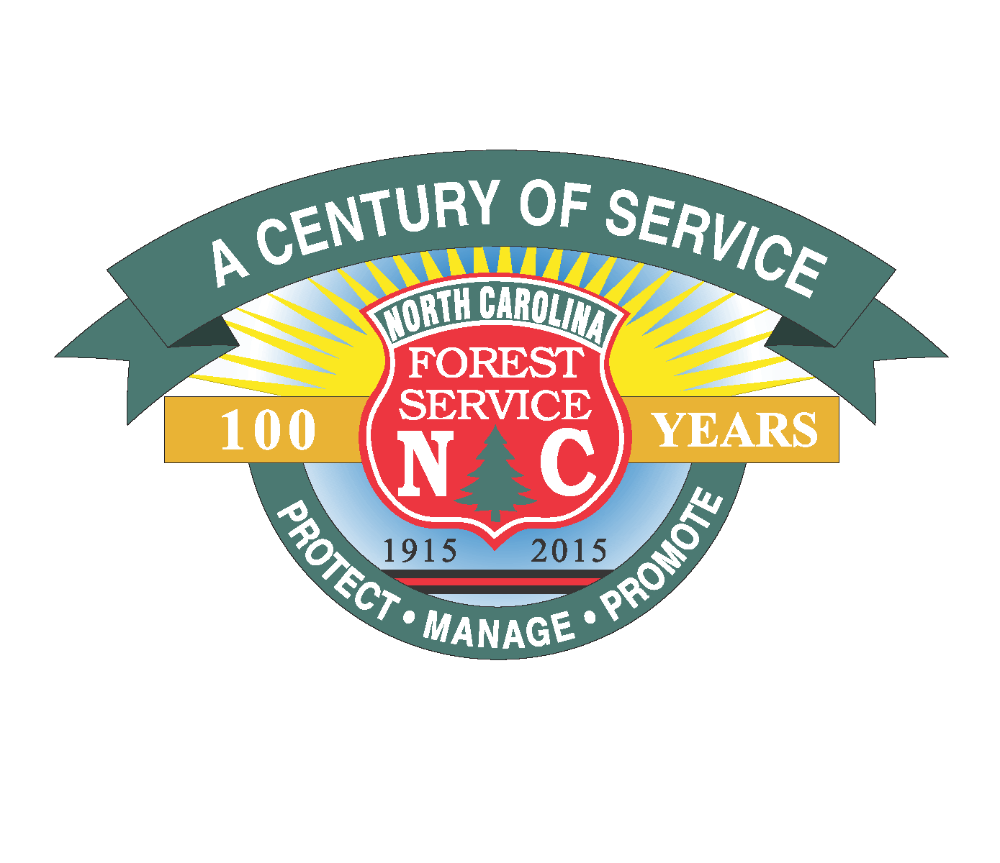 A CENTURY OF SERVICE
NORTH CAROLINA
FOREST
SERVICE
N C
100 YEARS
1915 2015
PROTECT • MANAGE • PROMOTE